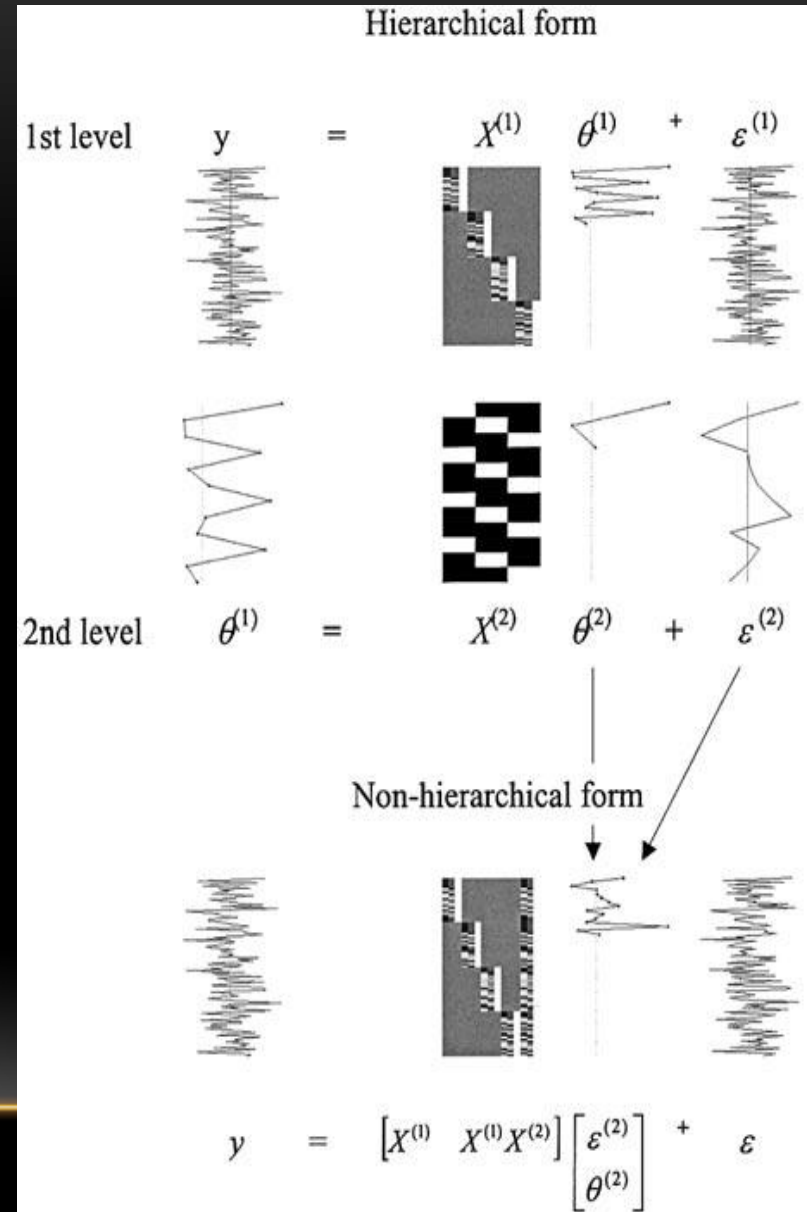 Hierarchical form
1st level y = X^(1) θ^(1) + ε^(1)
2nd level θ^(1) = X^(2) θ^(2) + ε^(2)
Non-hierarchical form
y = [X^(1) X^(1) X^(2)] [ε^(2) θ^(2)] + ε